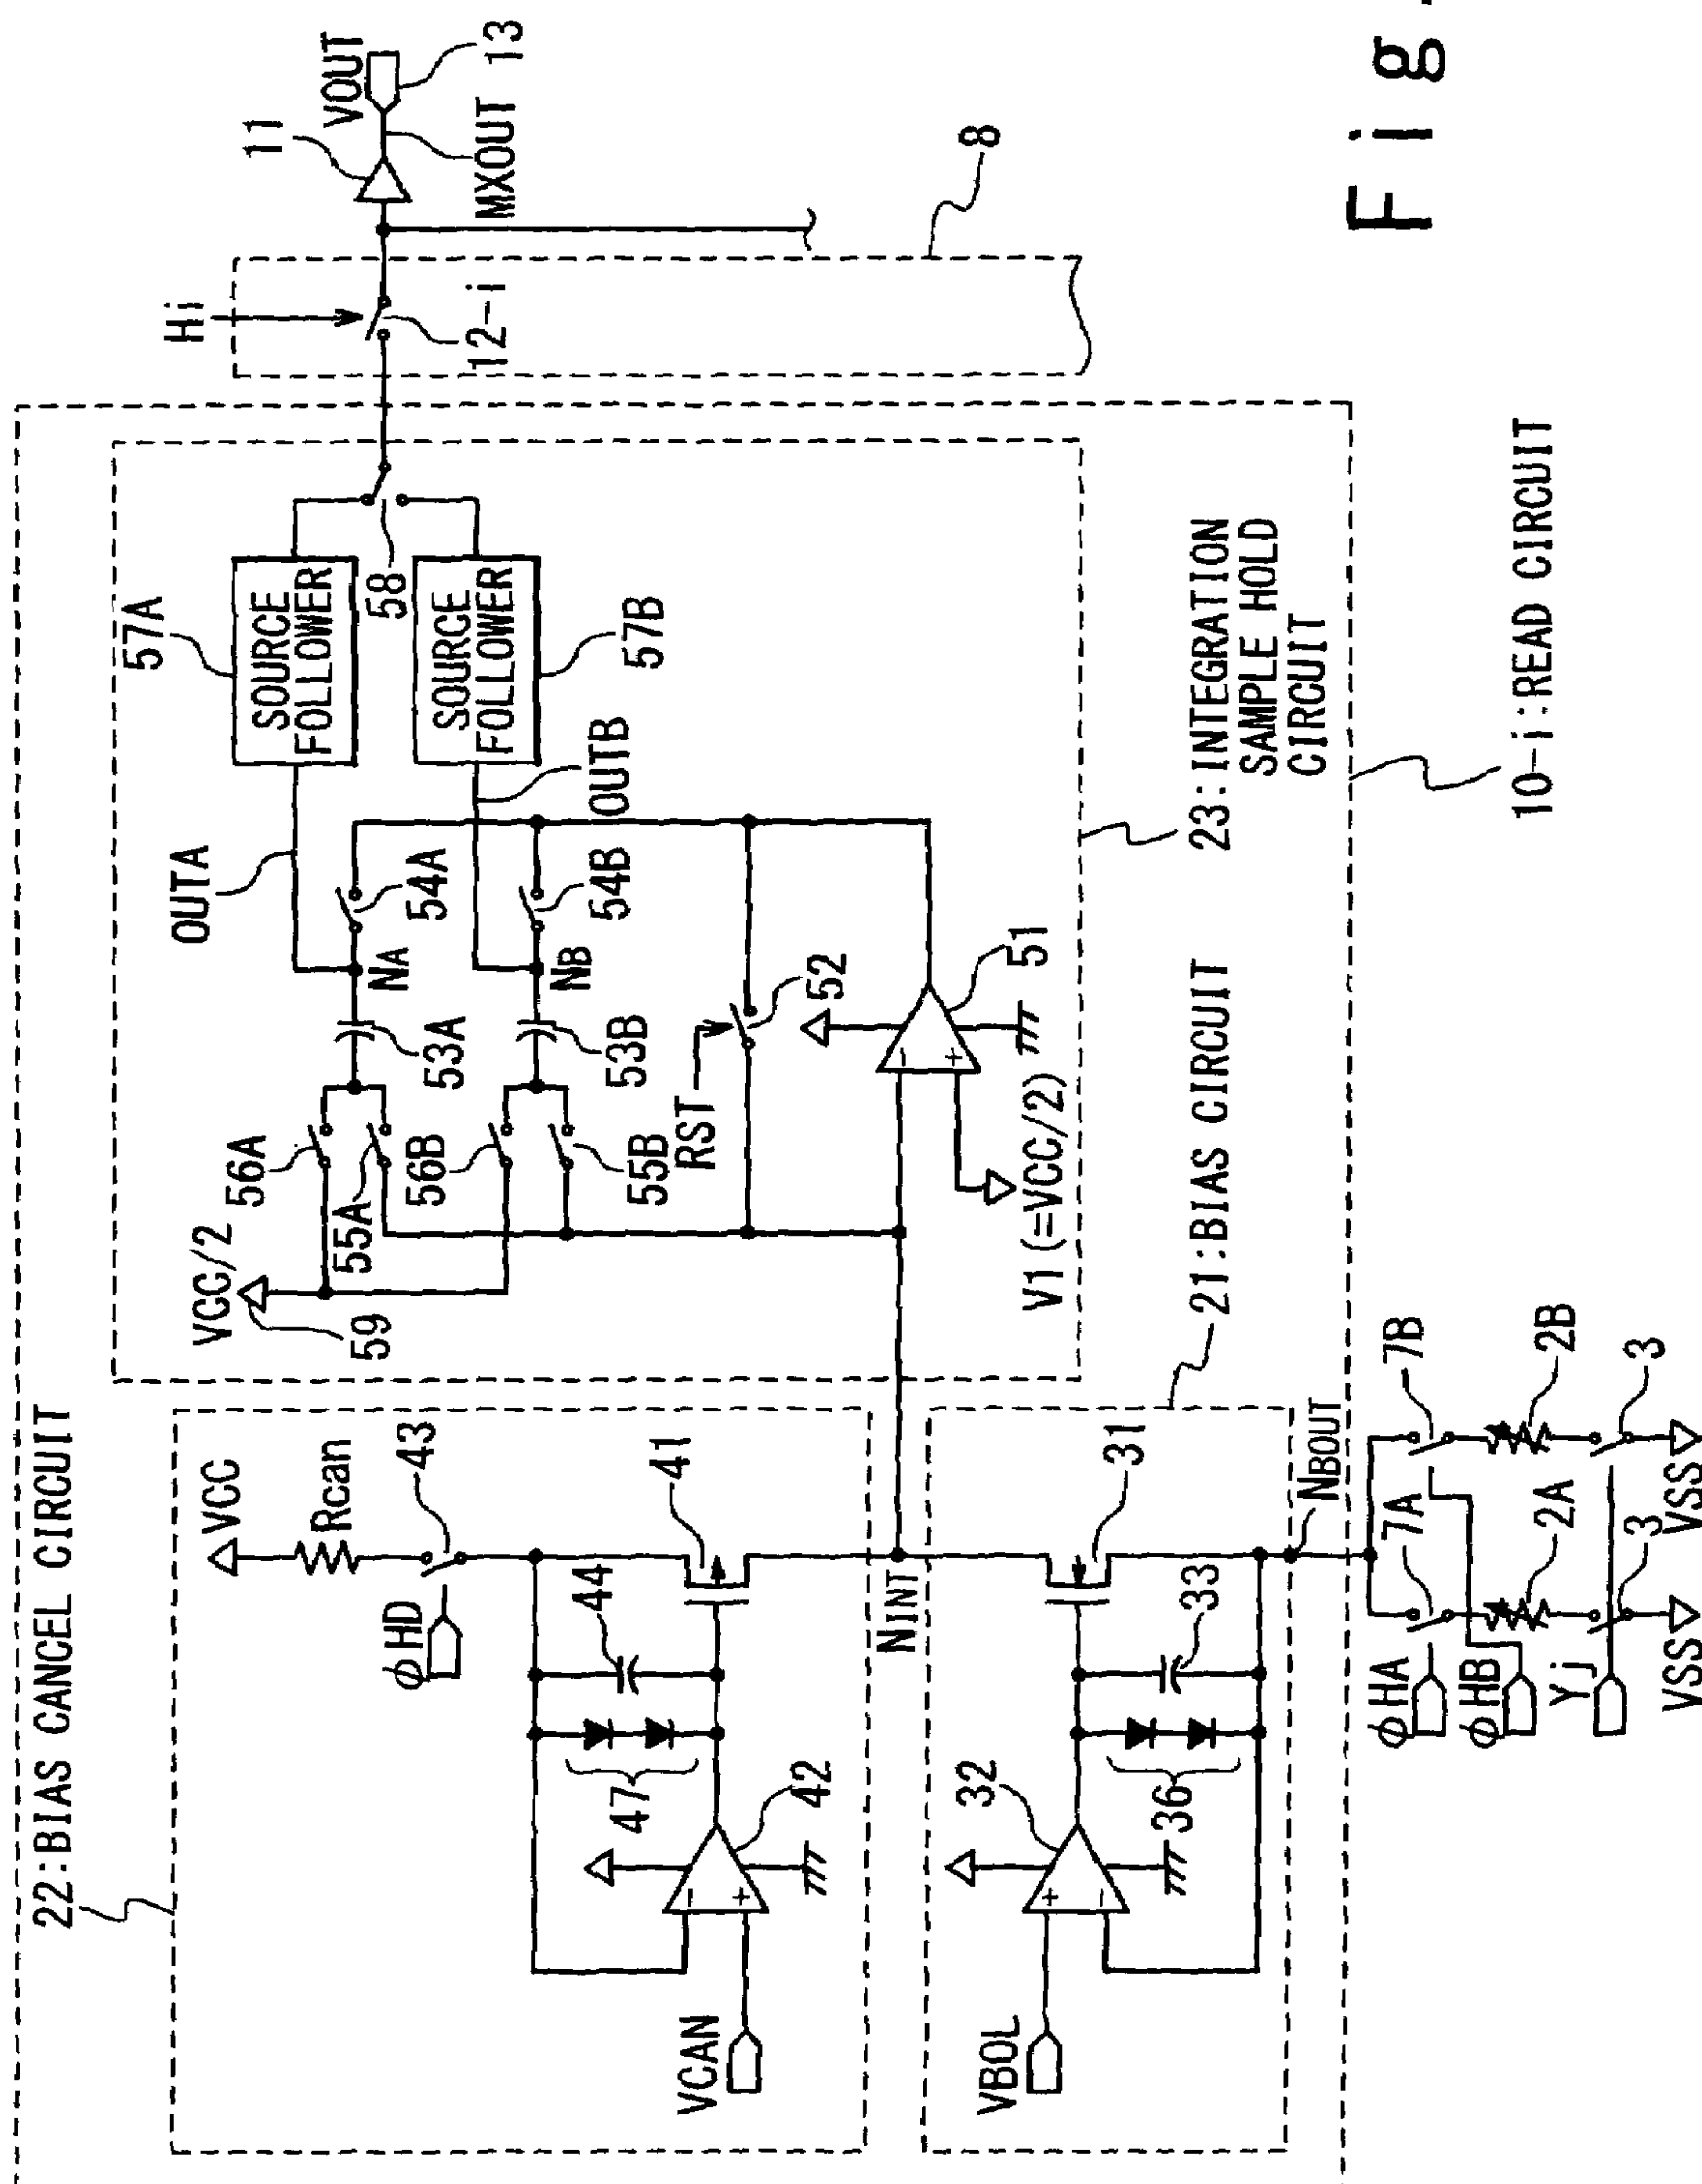 22:BIAS CANCEL CIRCUIT
VCC
Rcan
43
φHD
41
44
47
42
VCAN
NINT
VCC/2
59
56A
55A
56B
55B
53A
53B
NA
NB
54A
54B
OUTA
OUTB
57A
SOURCE
FOLLOWER
58
SOURCE
FOLLOWER
57B
RST
52
51
V1(=VCC/2)
23:INTEGRATION
SAMPLE HOLD
CIRCUIT
Hi
12-i
8
11
VOUT
13
MXOUT
21:BIAS CIRCUIT
31
33
32
36
VBOL
NBOUT
10-i:READ CIRCUIT
7A
7B
2A
2B
3
3
φHA
φHB
Yj
VSS
VSS
Fig